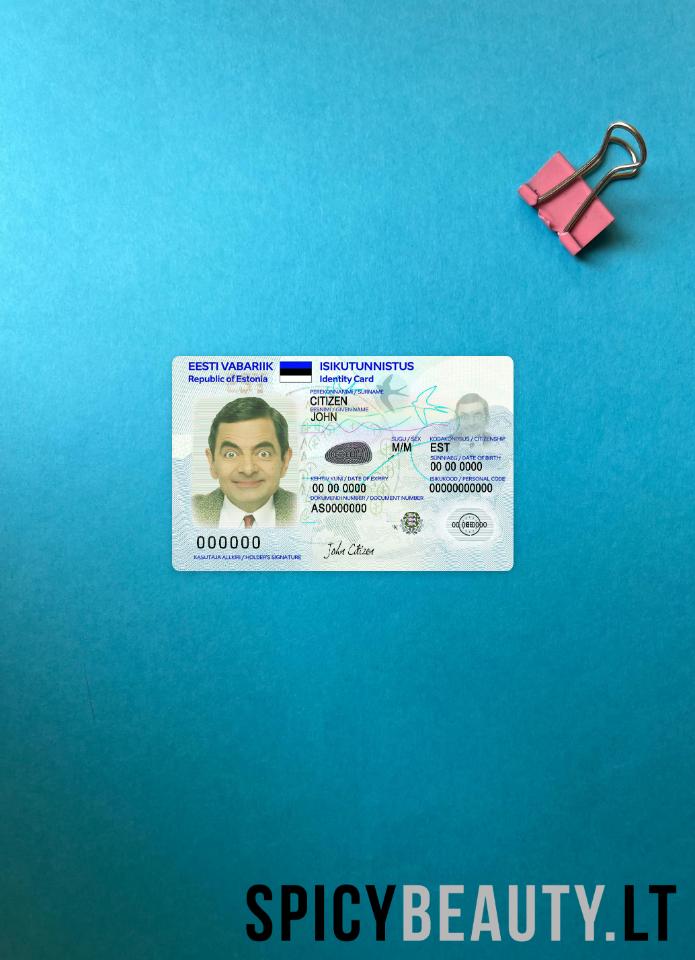 EESTI VABARIIK ISIKUTUNNISTUS
Republic of Estonia Identity Card
PEREKONNANIMI / SURNAME
CITIZEN
EESNIMI / GIVEN NAME
JOHN
SUGU / SEX KODAKONDSUS / CITIZENSHIP
M/M EST
SÜNNIAEG / DATE OF BIRTH
00 00 0000
KEHTIV KUNI / DATE OF EXPIRY ISIKUKOOD / PERSONAL CODE
00 00 0000 00000000000
DOKUMENDI NUMBER / DOCUMENT NUMBER
AS0000000
000000
KASUTAJA ALLKIRI / HOLDER'S SIGNATURE
John Citizen
SPICYBEAUTY.LT